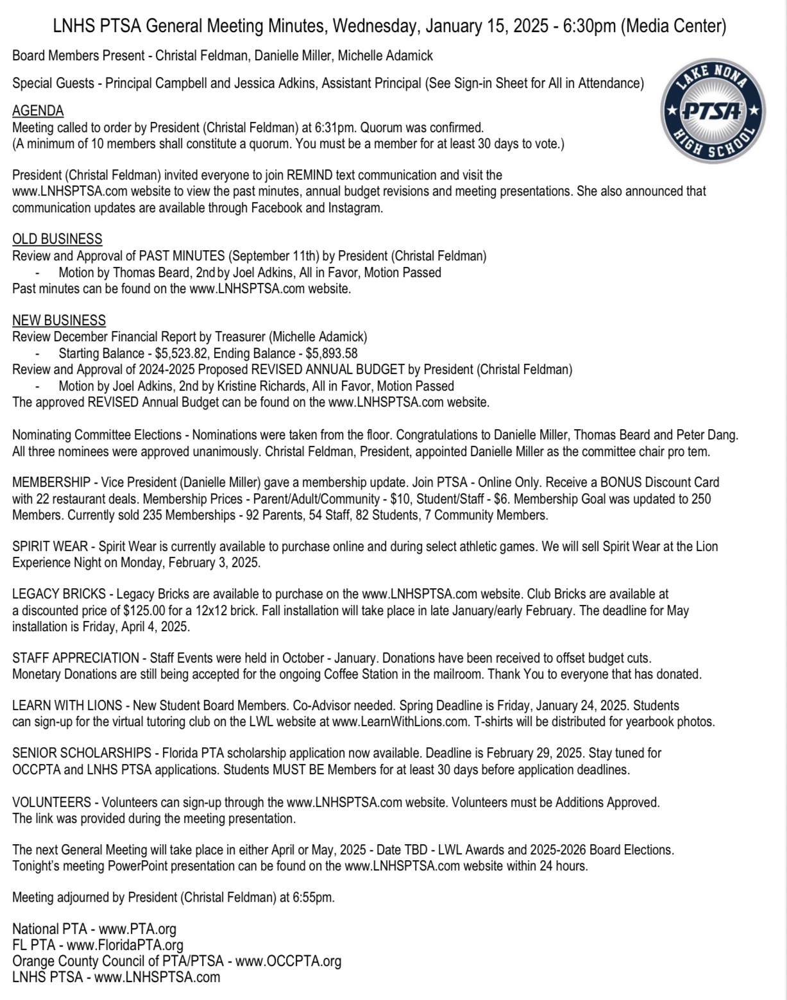 LNHS PTSA General Meeting Minutes, Wednesday, January 15, 2025 - 6:30pm (Media Center)
Board Members Present - Christal Feldman, Danielle Miller, Michelle Adamick
Special Guests - Principal Campbell and Jessica Adkins, Assistant Principal (See Sign-in Sheet for All in Attendance)
LAKE NONA
PTSA
HIGH SCHOOL
AGENDA
Meeting called to order by President (Christal Feldman) at 6:31pm. Quorum was confirmed.
(A minimum of 10 members shall constitute a quorum. You must be a member for at least 30 days to vote.)
President (Christal Feldman) invited everyone to join REMIND text communication and visit the
www.LNHSPTSA.com website to view the past minutes, annual budget revisions and meeting presentations. She also announced that
communication updates are available through Facebook and Instagram.
OLD BUSINESS
Review and Approval of PAST MINUTES (September 11th) by President (Christal Feldman)
- Motion by Thomas Beard, 2nd by Joel Adkins, All in Favor, Motion Passed
Past minutes can be found on the www.LNHSPTSA.com website.
NEW BUSINESS
Review December Financial Report by Treasurer (Michelle Adamick)
- Starting Balance - $5,523.82, Ending Balance - $5,893.58
Review and Approval of 2024-2025 Proposed REVISED ANNUAL BUDGET by President (Christal Feldman)
- Motion by Joel Adkins, 2nd by Kristine Richards, All in Favor, Motion Passed
The approved REVISED Annual Budget can be found on the www.LNHSPTSA.com website.
Nominating Committee Elections - Nominations were taken from the floor. Congratulations to Danielle Miller, Thomas Beard and Peter Dang.
All three nominees were approved unanimously. Christal Feldman, President, appointed Danielle Miller as the committee chair pro tem.
MEMBERSHIP - Vice President (Danielle Miller) gave a membership update. Join PTSA - Online Only. Receive a BONUS Discount Card
with 22 restaurant deals. Membership Prices - Parent/Adult/Community - $10, Student/Staff - $6. Membership Goal was updated to 250
Members. Currently sold 235 Memberships - 92 Parents, 54 Staff, 82 Students, 7 Community Members.
SPIRIT WEAR - Spirit Wear is currently available to purchase online and during select athletic games. We will sell Spirit Wear at the Lion
Experience Night on Monday, February 3, 2025.
LEGACY BRICKS - Legacy Bricks are available to purchase on the www.LNHSPTSA.com website. Club Bricks are available at
a discounted price of $125.00 for a 12x12 brick. Fall installation will take place in late January/early February. The deadline for May
installation is Friday, April 4, 2025.
STAFF APPRECIATION - Staff Events were held in October - January. Donations have been received to offset budget cuts.
Monetary Donations are still being accepted for the ongoing Coffee Station in the mailroom. Thank You to everyone that has donated.
LEARN WITH LIONS - New Student Board Members. Co-Advisor needed. Spring Deadline is Friday, January 24, 2025. Students
can sign-up for the virtual tutoring club on the LWL website at www.LearnWithLions.com. T-shirts will be distributed for yearbook photos.
SENIOR SCHOLARSHIPS - Florida PTA scholarship application now available. Deadline is February 29, 2025. Stay tuned for
OCCPTA and LNHS PTSA applications. Students MUST BE Members for at least 30 days before application deadlines.
VOLUNTEERS - Volunteers can sign-up through the www.LNHSPTSA.com website. Volunteers must be Additions Approved.
The link was provided during the meeting presentation.
The next General Meeting will take place in either April or May, 2025 - Date TBD - LWL Awards and 2025-2026 Board Elections.
Tonight's meeting PowerPoint presentation can be found on the www.LNHSPTSA.com website within 24 hours.
Meeting adjourned by President (Christal Feldman) at 6:55pm.
National PTA - www.PTA.org
FL PTA - www.FloridaPTA.org
Orange County Council of PTA/PTSA - www.OCCPTA.org
LNHS PTSA - www.LNHSPTSA.com